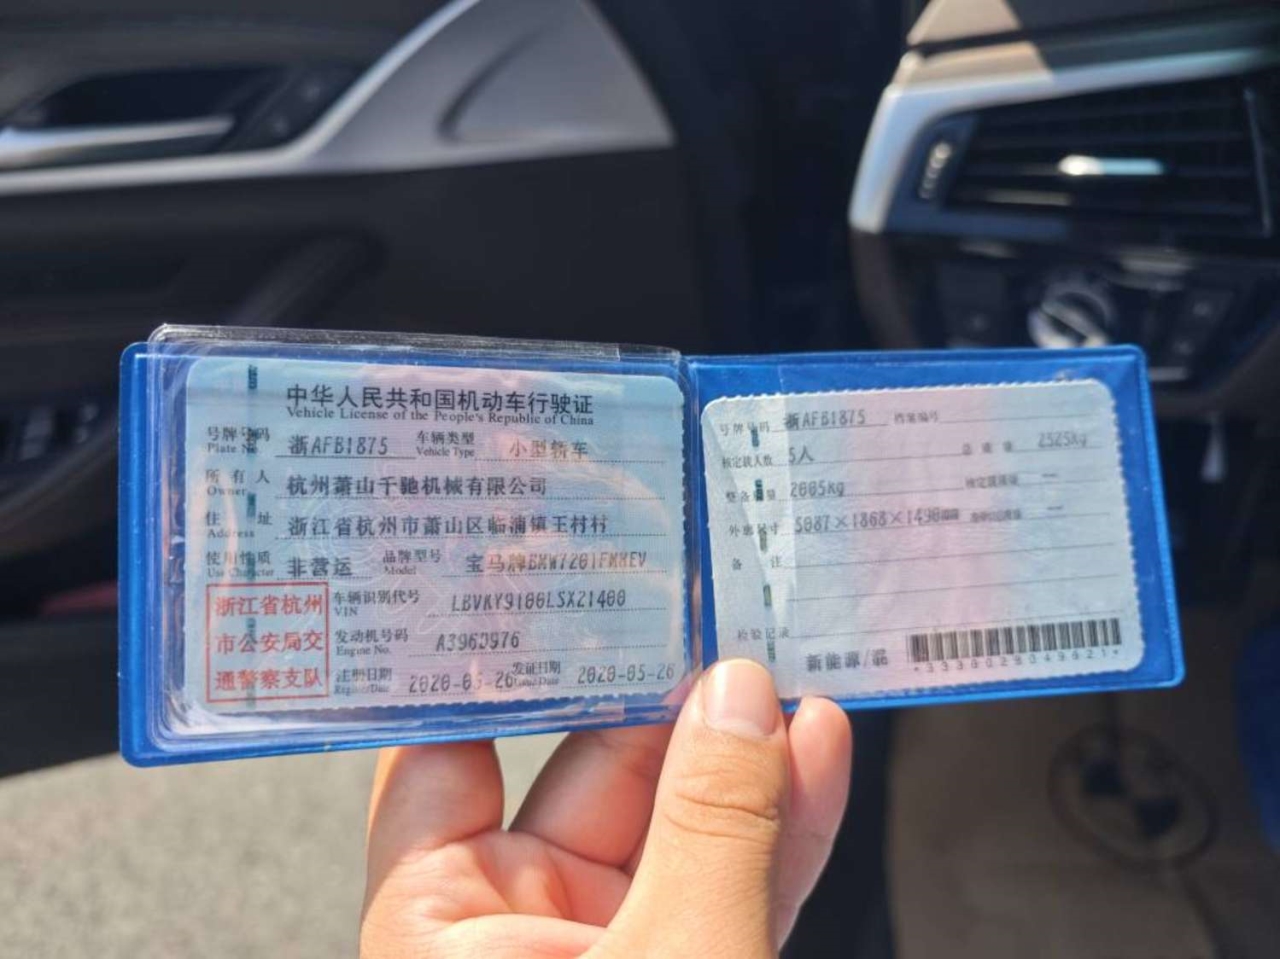 中华人民共和国机动车行驶证
Vehicle License of the People's Republic of China
号牌号码 浙AFB1875 车辆类型 小型轿车
Plate No. Vehicle Type
所有人 杭州萧山千驰机械有限公司
Owner
住址 浙江省杭州市萧山区临浦镇王村村
Address
使用性质 非营运 品牌型号 宝马牌BMW7201FMHEV
Use Character Model
浙江省杭州
市公安局交
通警察支队
车辆识别代号
VIN
发动机号码
Engine No.
注册日期 2020-05-26 发证日期 2020-05-26
Register Date Issue Date
号牌号码 浙AFB1875 档案编号
核定载人数 5人 总质量 2325kg
整备质量 2005kg 核定载质量 —
外廓尺寸 5087×1868×1490 —
备注
检验记录
新能源/混